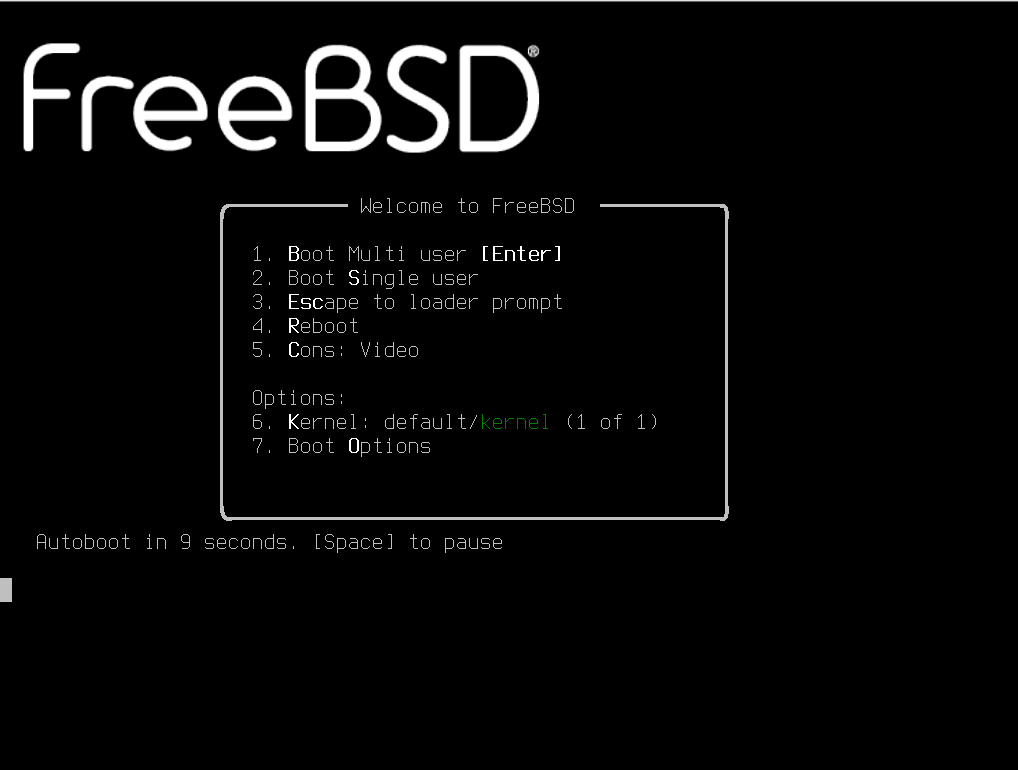 FreeBSD®
Welcome to FreeBSD
1. Boot Multi user [Enter]
2. Boot Single user
3. Escape to loader prompt
4. Reboot
5. Cons: Video
Options:
6. Kernel: default/kernel (1 of 1)
7. Boot Options
Autoboot in 9 seconds. [Space] to pause